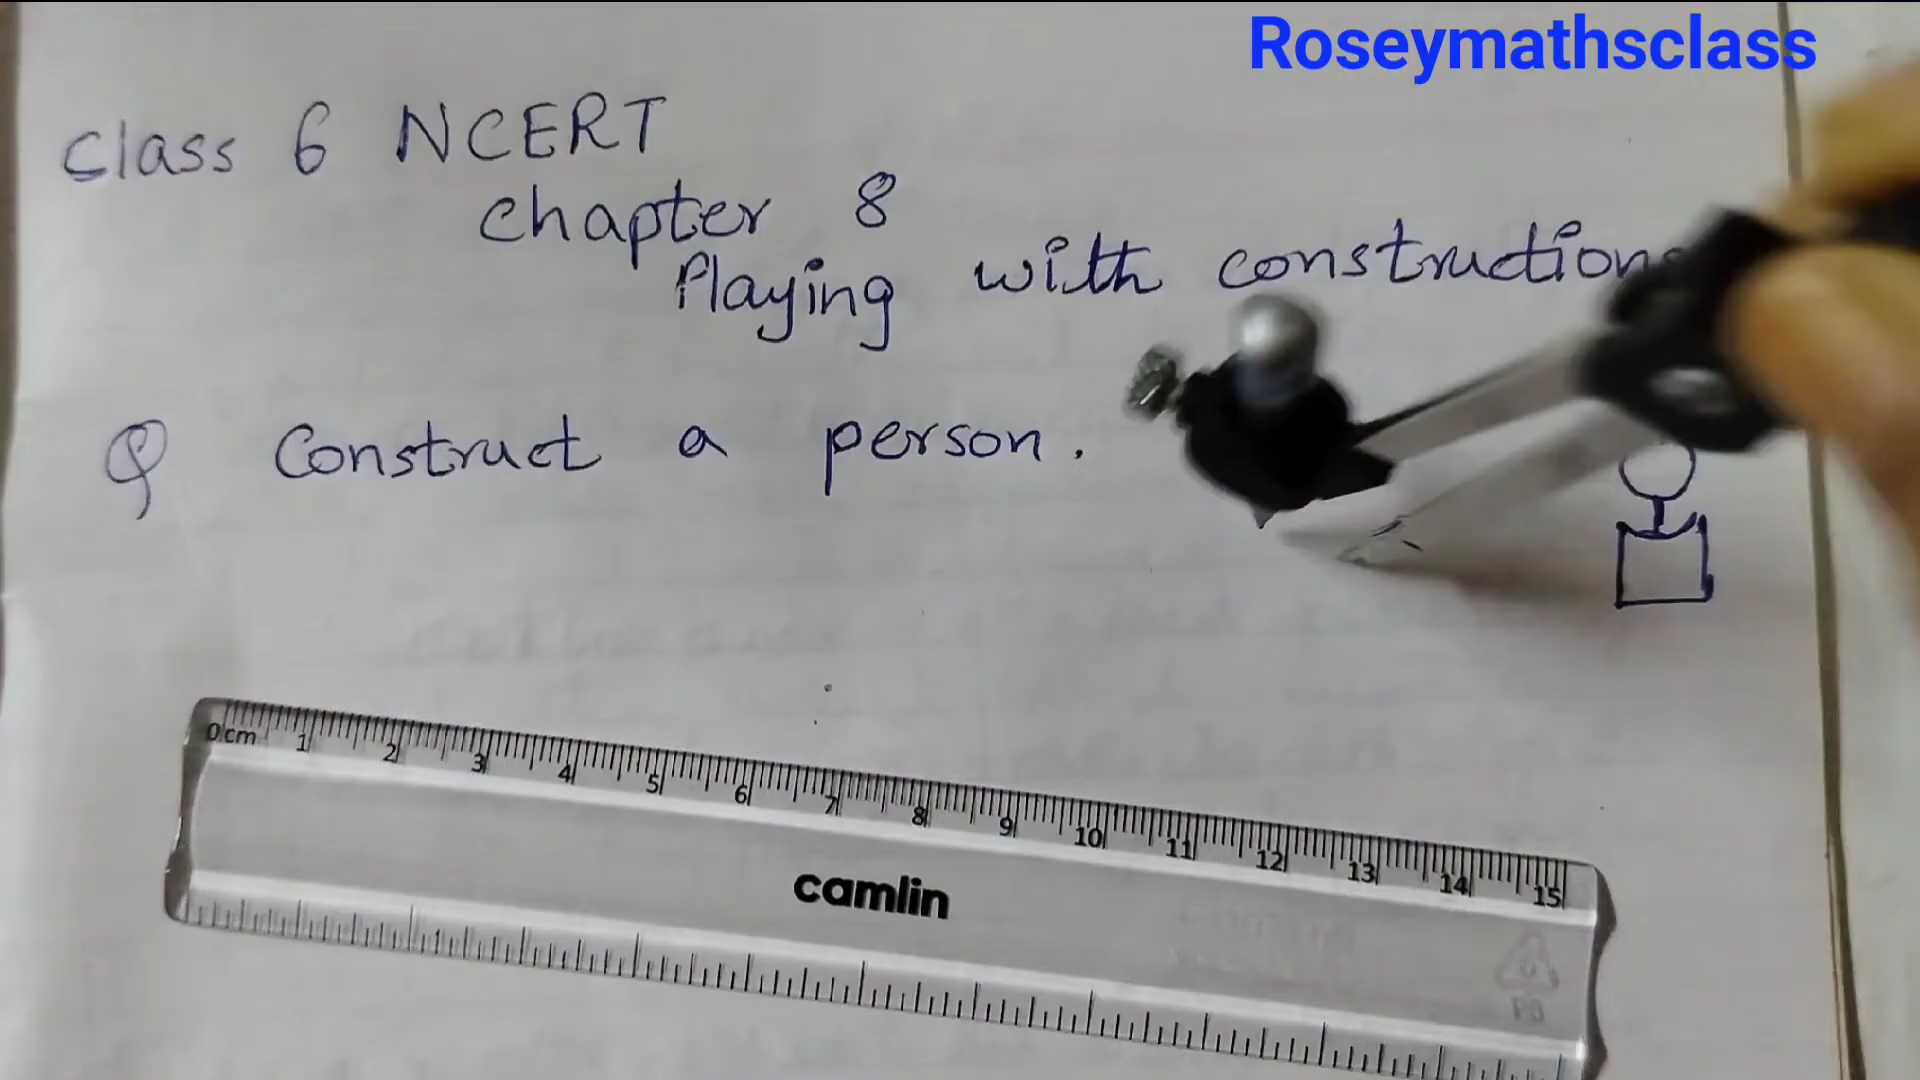 Roseymathsclass
Class 6 NCERT
Chapter 8
Playing with constructions
Q Construct a person.
0 cm 1 2 3 4 5 6 7 8 9 10 11 12 13 14 15
camlin